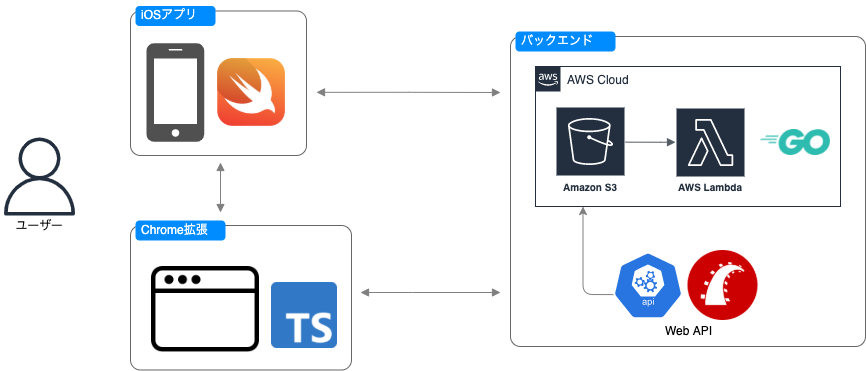 iOSアプリ
バックエンド
aws
AWS Cloud
GO
Amazon S3
AWS Lambda
ユーザー
Chrome拡張
TS
api
Web API